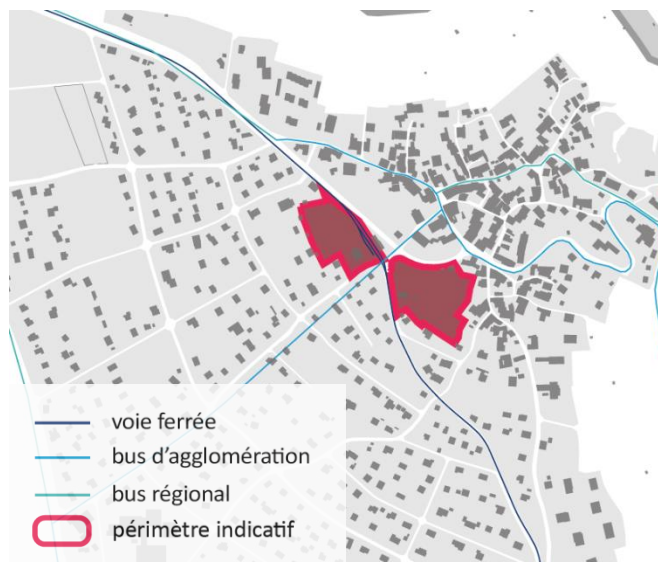 voie ferrée
bus d'agglomération
bus régional
périmètre indicatif